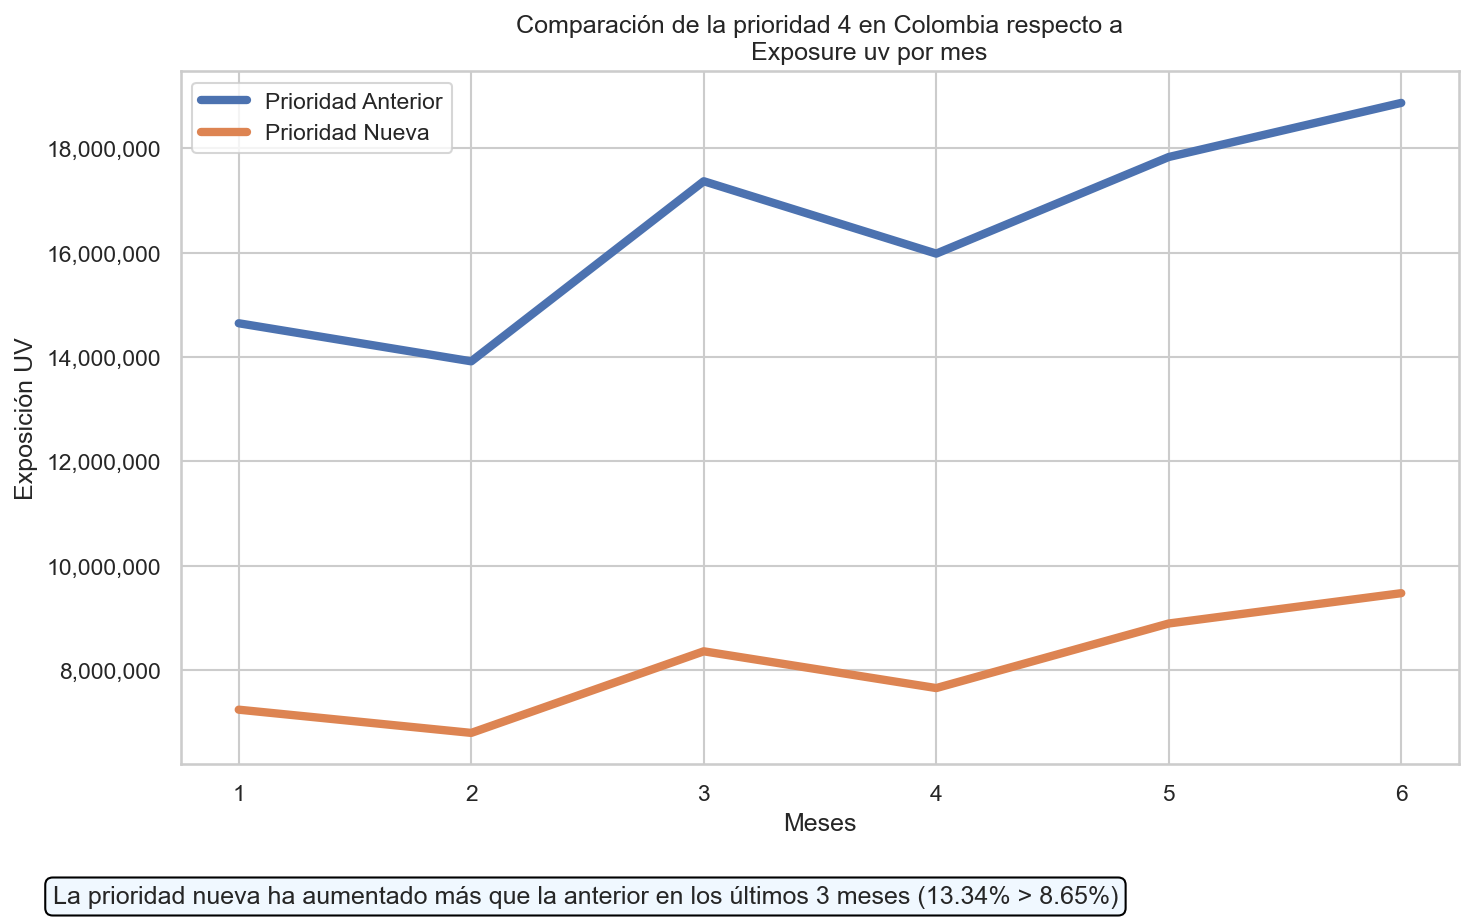 Comparación de la prioridad 4 en Colombia respecto a
Exposure uv por mes
Prioridad Anterior
Prioridad Nueva
18,000,000
16,000,000
14,000,000
12,000,000
10,000,000
8,000,000
Exposición UV
1 2 3 4 5 6
Meses
La prioridad nueva ha aumentado más que la anterior en los últimos 3 meses (13.34% > 8.65%)